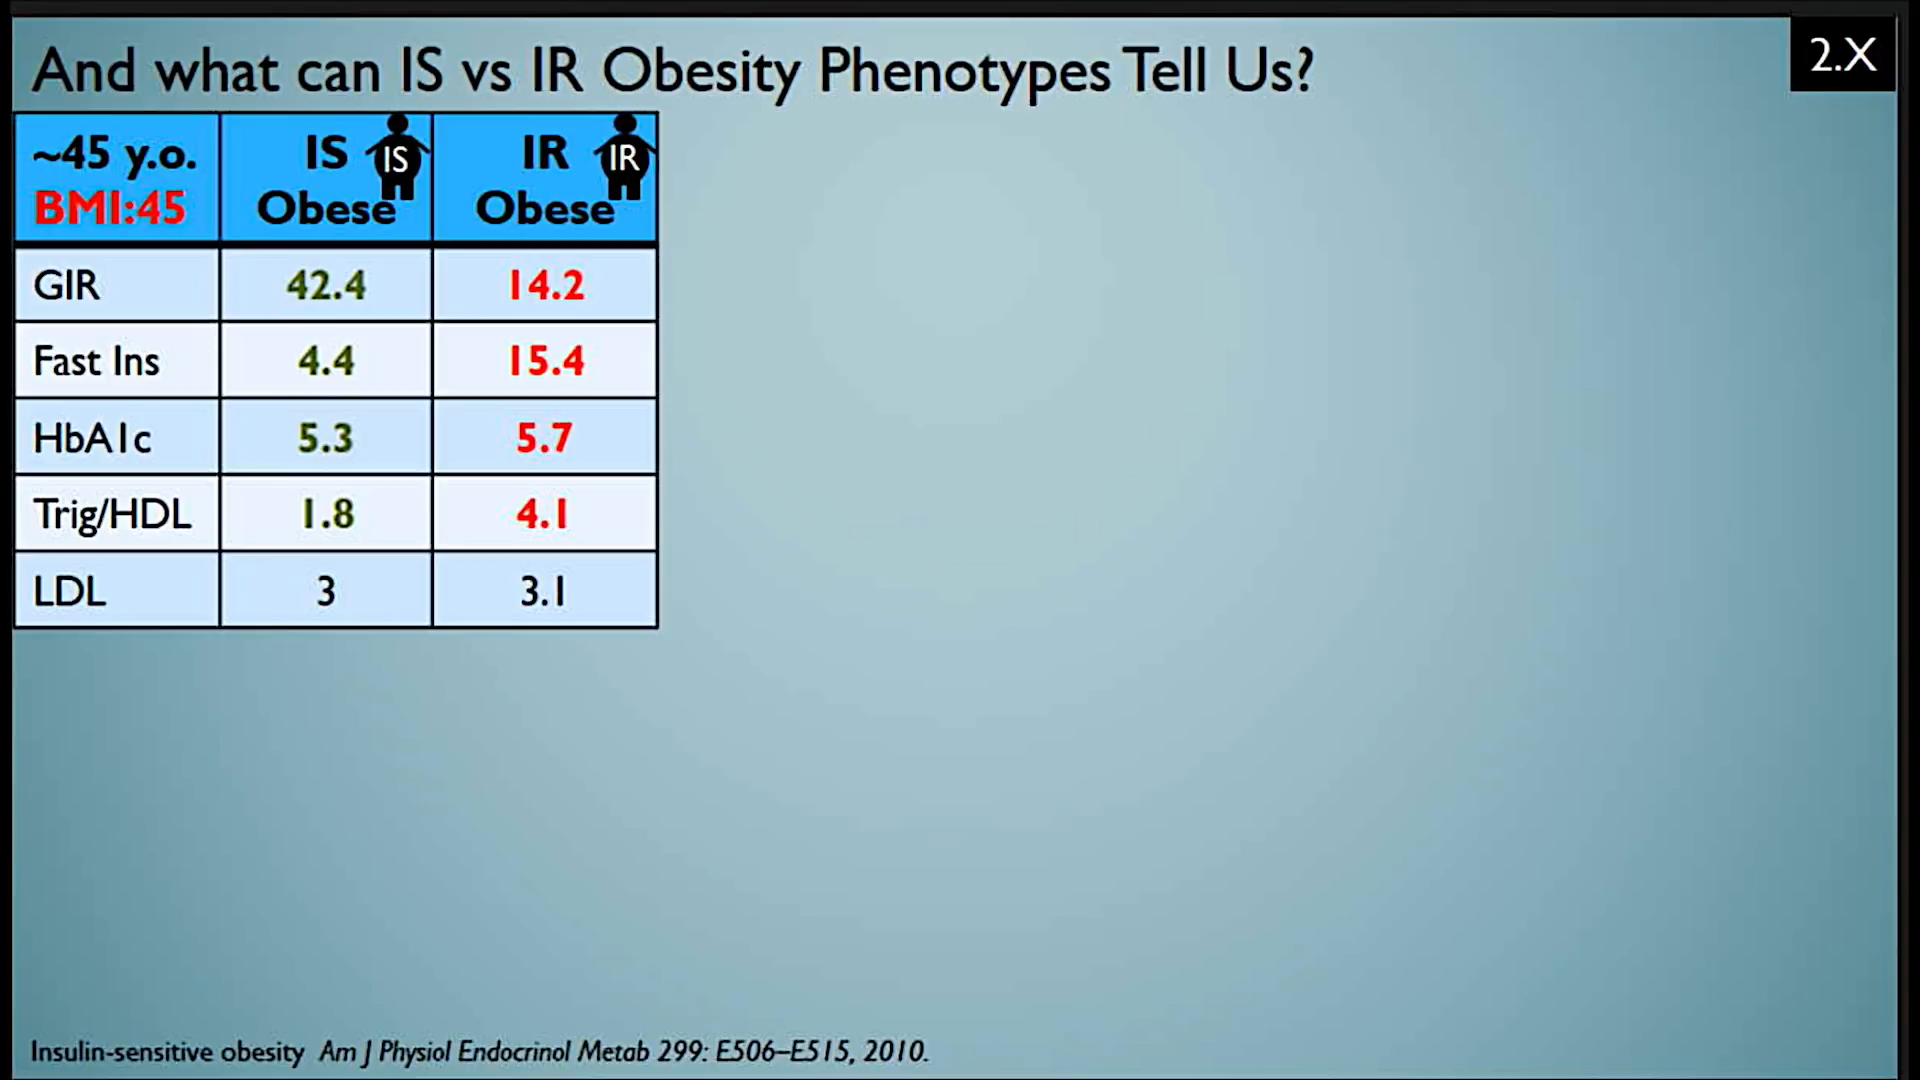 And what can IS vs IR Obesity Phenotypes Tell Us?
2.X
~45 y.o. IS IS IR IR
BMI:45 Obese Obese
GIR 42.4 14.2
Fast Ins 4.4 15.4
HbA1c 5.3 5.7
Trig/HDL 1.8 4.1
LDL 3 3.1
Insulin-sensitive obesity Am J Physiol Endocrinol Metab 299: E506–E515, 2010.